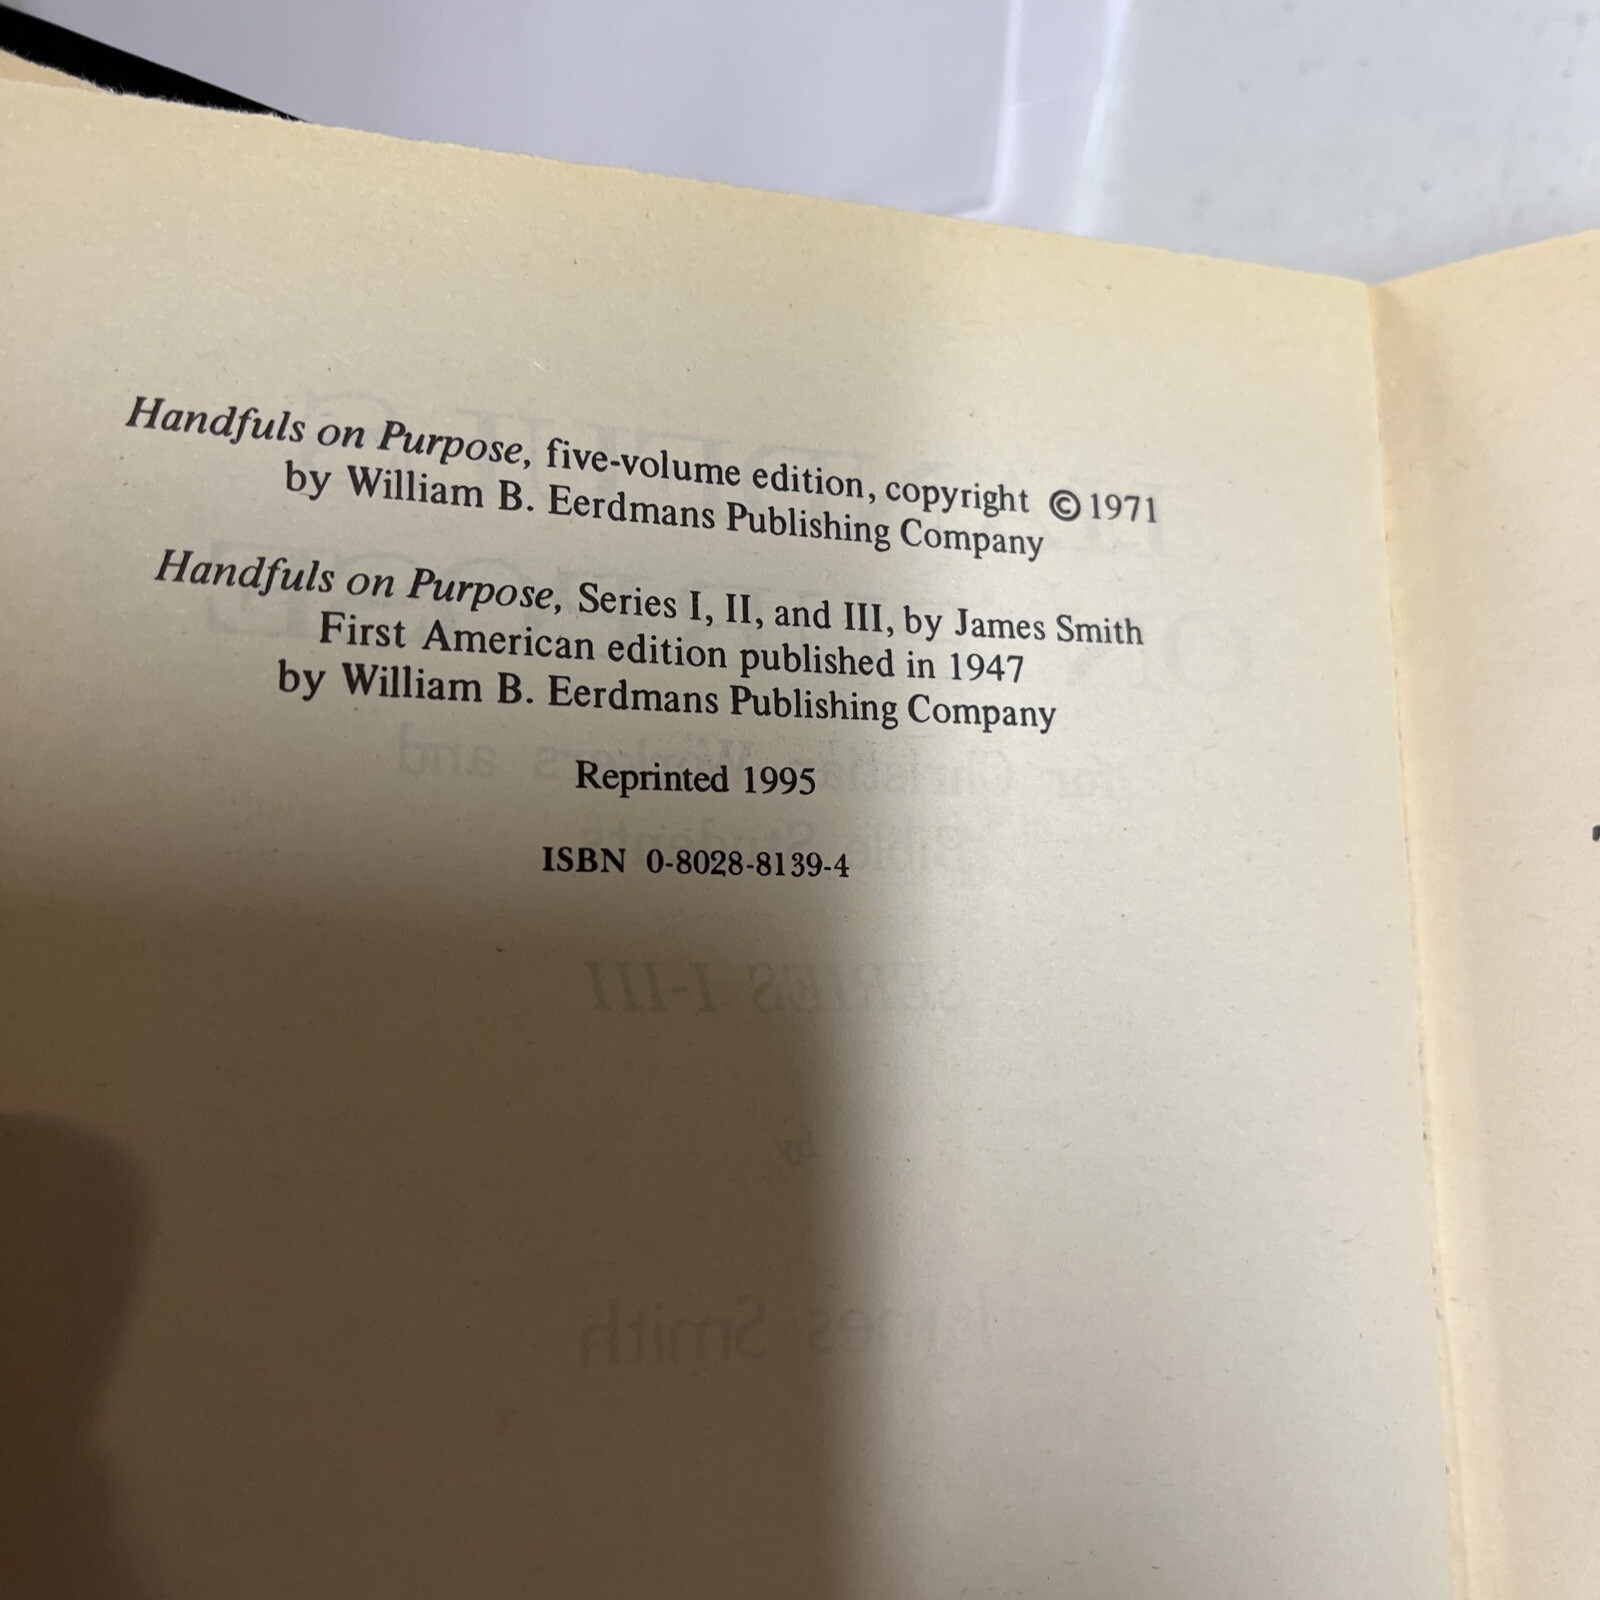 Handfuls on Purpose, five-volume edition, copyright © 1971
by William B. Eerdmans Publishing Company
Handfuls on Purpose, Series I, II, and III, by James Smith
First American edition published in 1947
by William B. Eerdmans Publishing Company
Reprinted 1995
ISBN 0-8028-8139-4